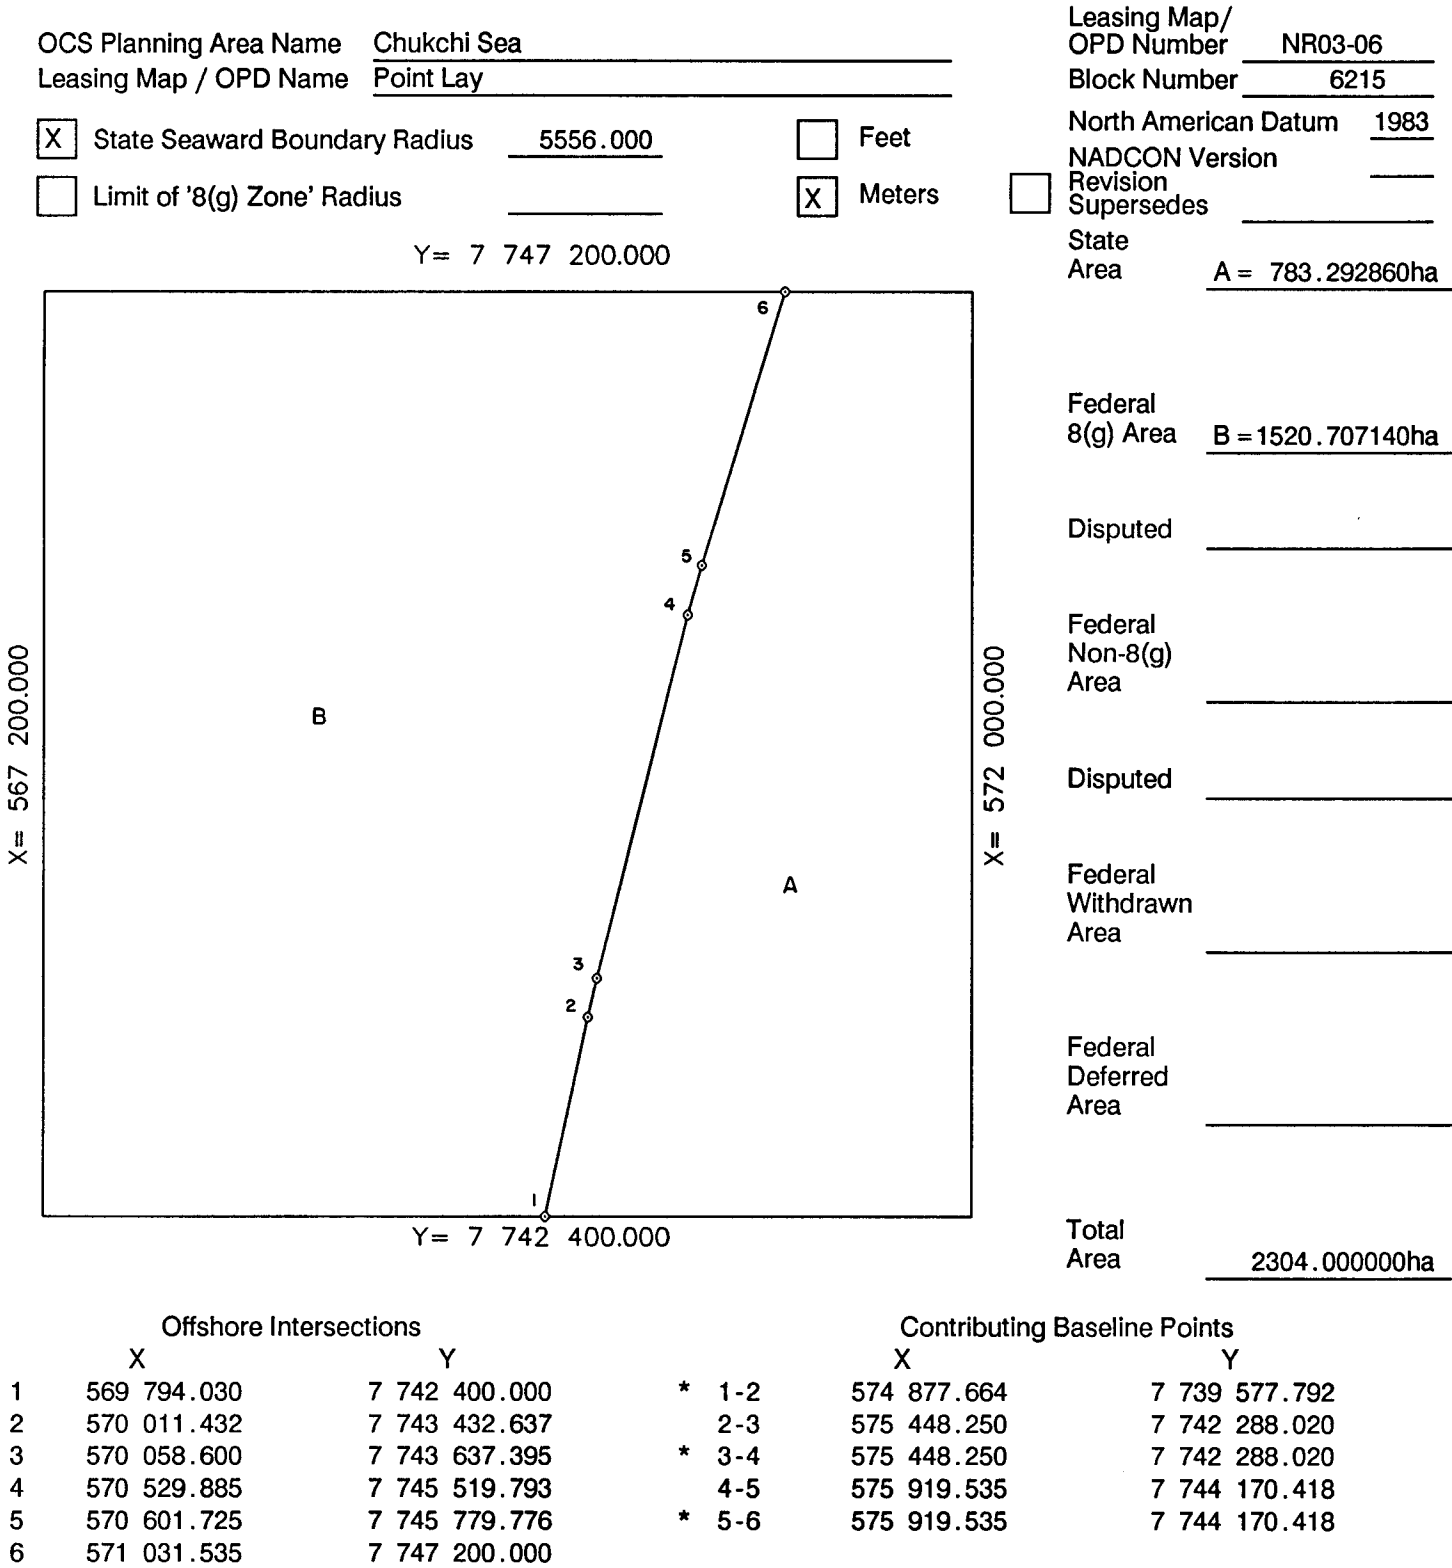 OCS Planning Area Name Chukchi Sea
Leasing Map / OPD Name Point Lay
X State Seaward Boundary Radius 5556.000 Feet
Limit of '8(g) Zone' Radius X Meters
Leasing Map/
OPD Number NR03-06
Block Number 6215
North American Datum 1983
NADCON Version
Revision
Supersedes
State
Area A = 783.292860ha
Federal
8(g) Area B =1520.707140ha
Disputed
Federal
Non-8(g)
Area
Disputed
Federal
Withdrawn
Area
Federal
Deferred
Area
Total
Area 2304.000000ha
Y= 7 747 200.000
6
5
4
X= 567 200.000
X= 572 000.000
B
A
3
2
1
Y= 7 742 400.000
Offshore Intersections
X Y
1 569 794.030 7 742 400.000
2 570 011.432 7 743 432.637
3 570 058.600 7 743 637.395
4 570 529.885 7 745 519.793
5 570 601.725 7 745 779.776
6 571 031.535 7 747 200.000
Contributing Baseline Points
X Y
* 1-2 574 877.664 7 739 577.792
2-3 575 448.250 7 742 288.020
* 3-4 575 448.250 7 742 288.020
4-5 575 919.535 7 744 170.418
* 5-6 575 919.535 7 744 170.418